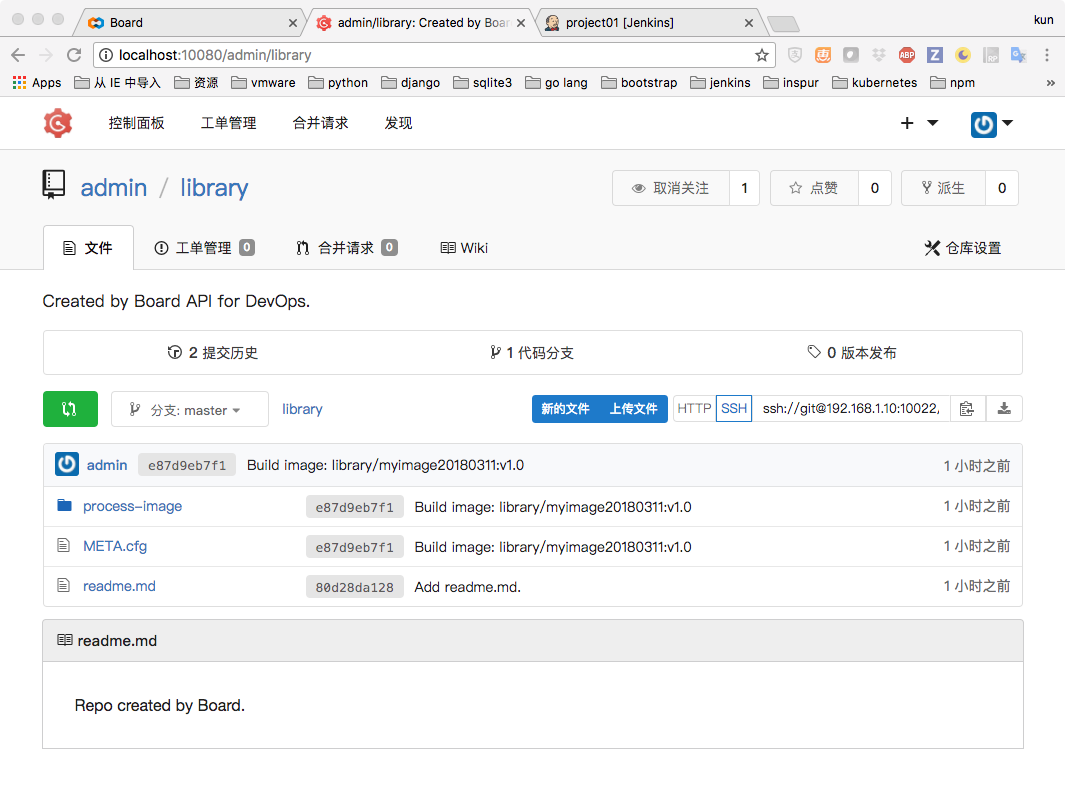 Board
admin/library: Created by Boar
project01 [Jenkins]
kun
localhost:10080/admin/library
Apps 从 IE 中导入 资源 vmware python django sqlite3 go lang bootstrap jenkins inspur kubernetes npm »
控制面板 工单管理 合并请求 发现
admin / library
取消关注 1 点赞 0 派生 0
文件 工单管理 0 合并请求 0 Wiki 仓库设置
Created by Board API for DevOps.
2 提交历史 1 代码分支 0 版本发布
分支: master library 新的文件 上传文件 HTTP SSH ssh://git@192.168.1.10:10022,
admin e87d9eb7f1 Build image: library/myimage20180311:v1.0 1 小时之前
process-image e87d9eb7f1 Build image: library/myimage20180311:v1.0 1 小时之前
META.cfg e87d9eb7f1 Build image: library/myimage20180311:v1.0 1 小时之前
readme.md 80d28da128 Add readme.md. 1 小时之前
readme.md
Repo created by Board.